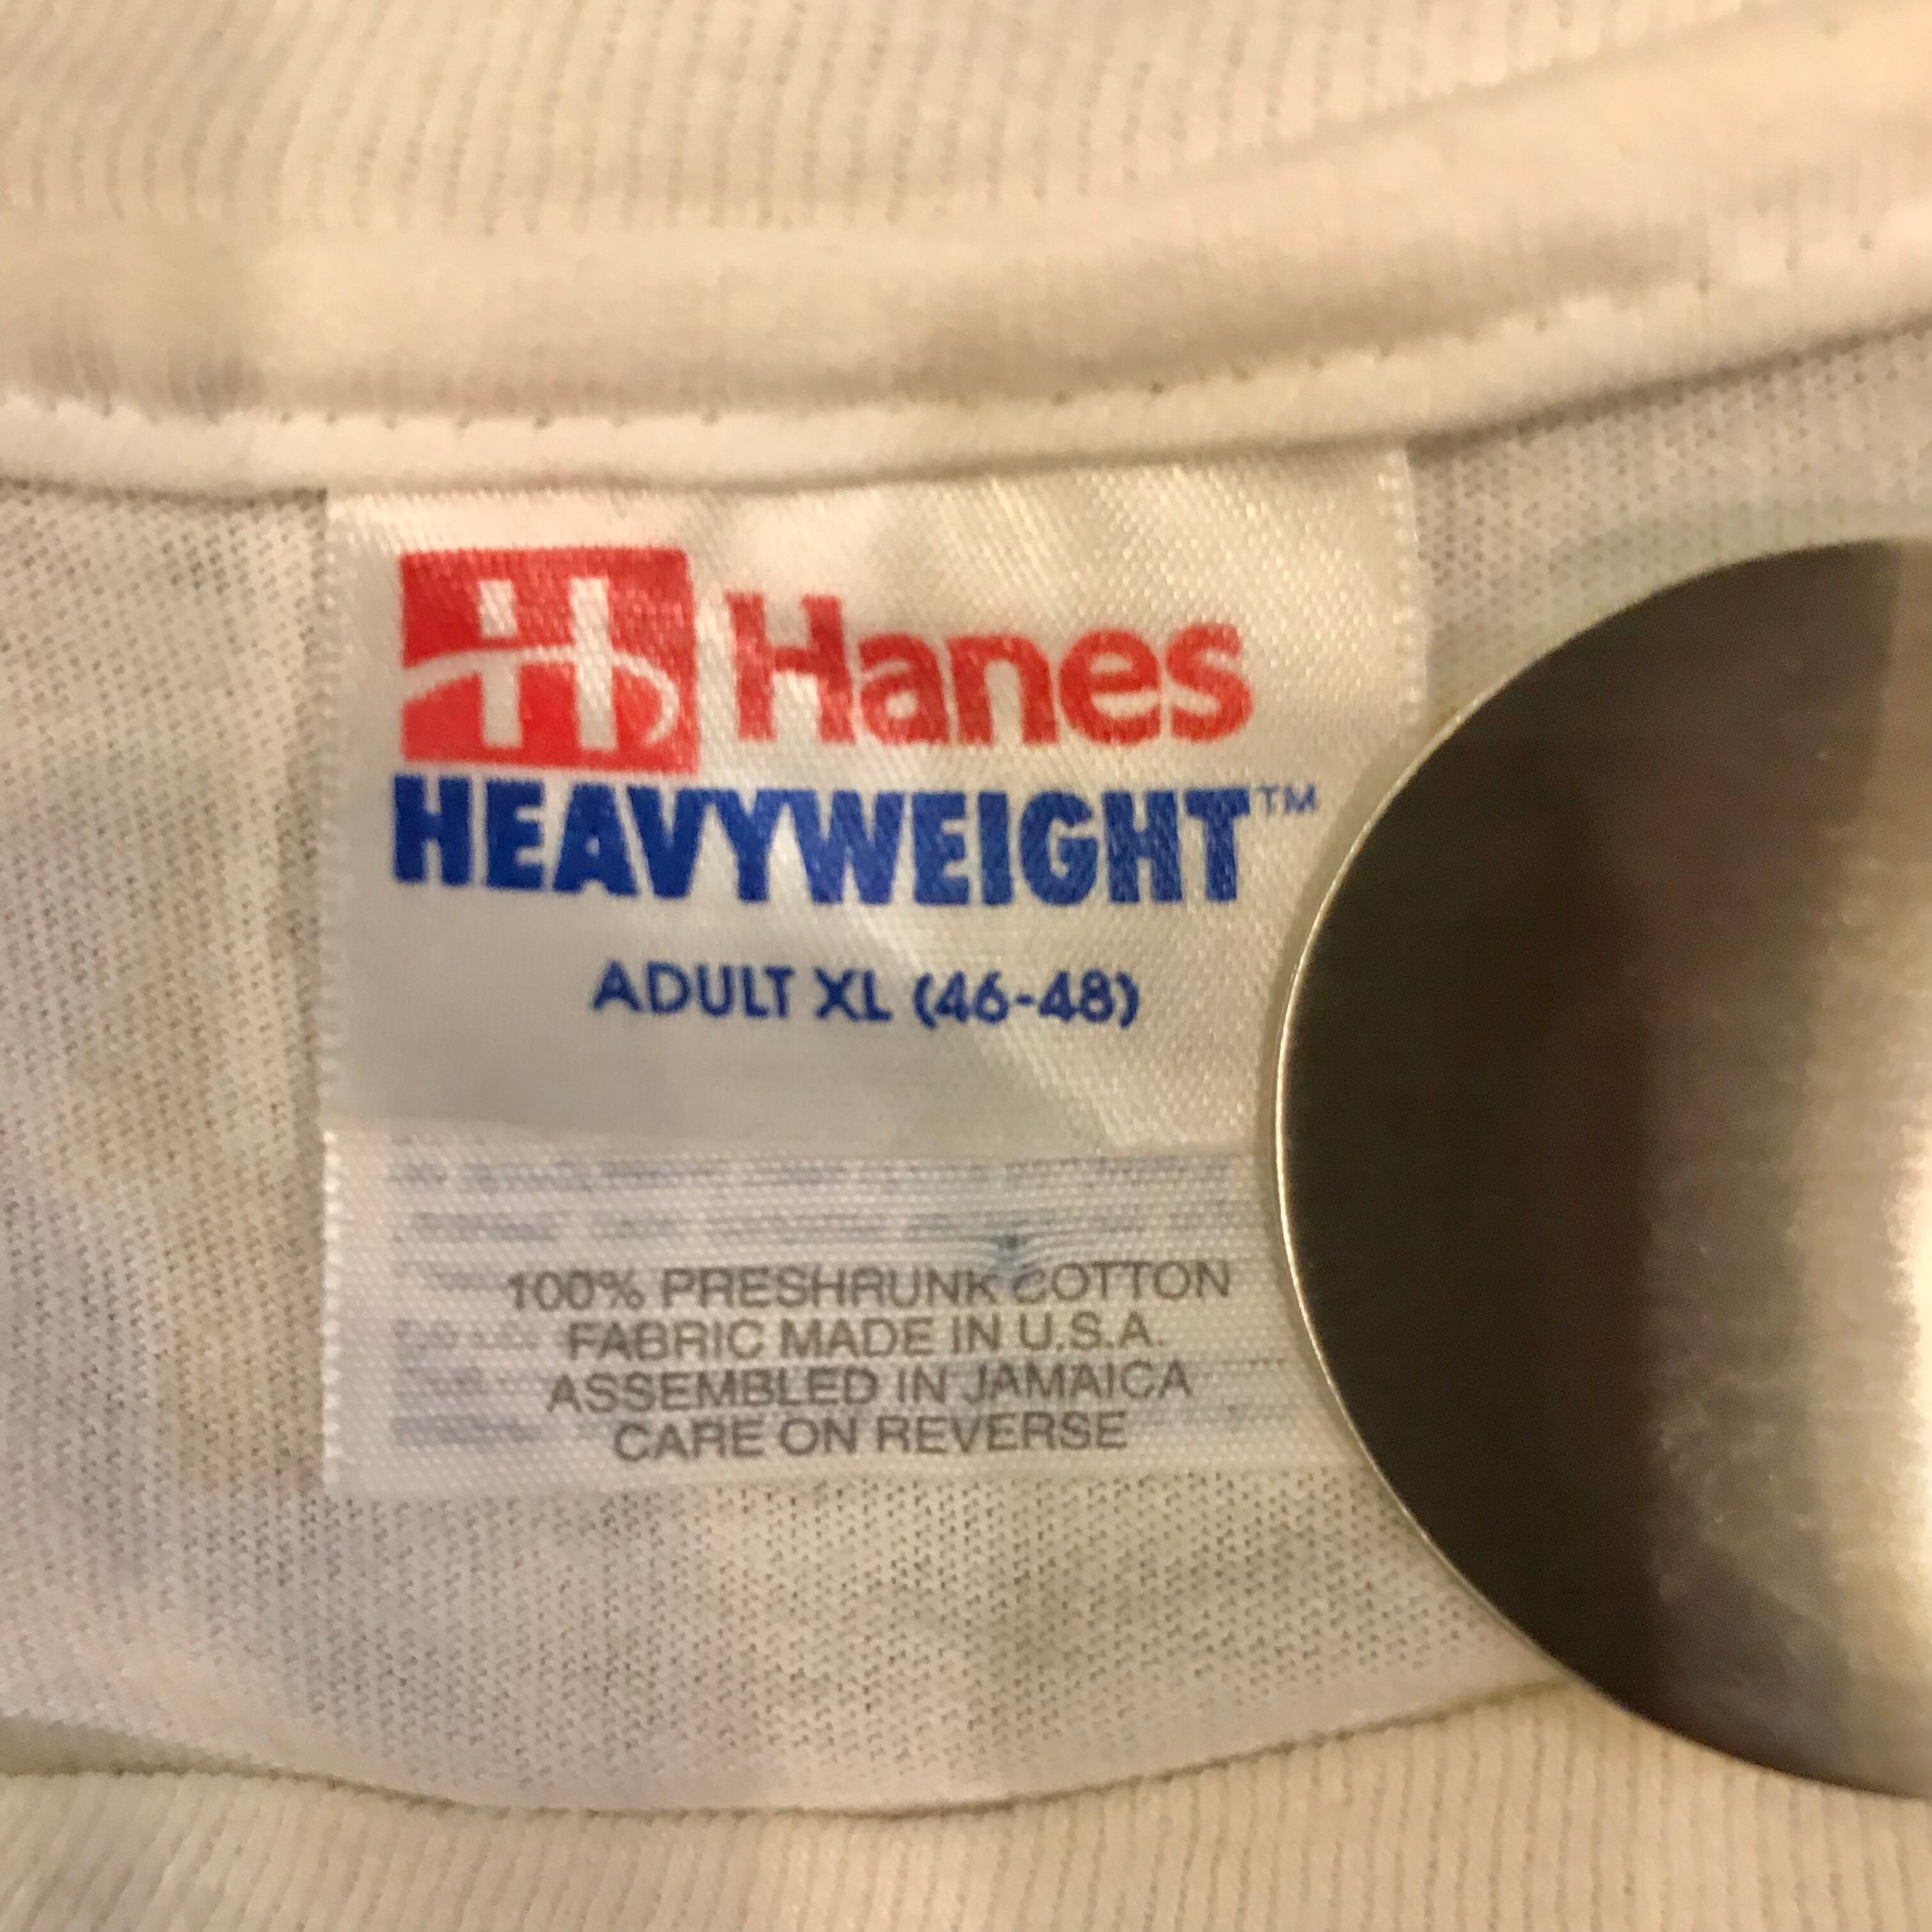 H Hanes
HEAVYWEIGHT™
ADULT XL (46-48)
100% PRESHRUNK COTTON
FABRIC MADE IN U.S.A.
ASSEMBLED IN JAMAICA
CARE ON REVERSE